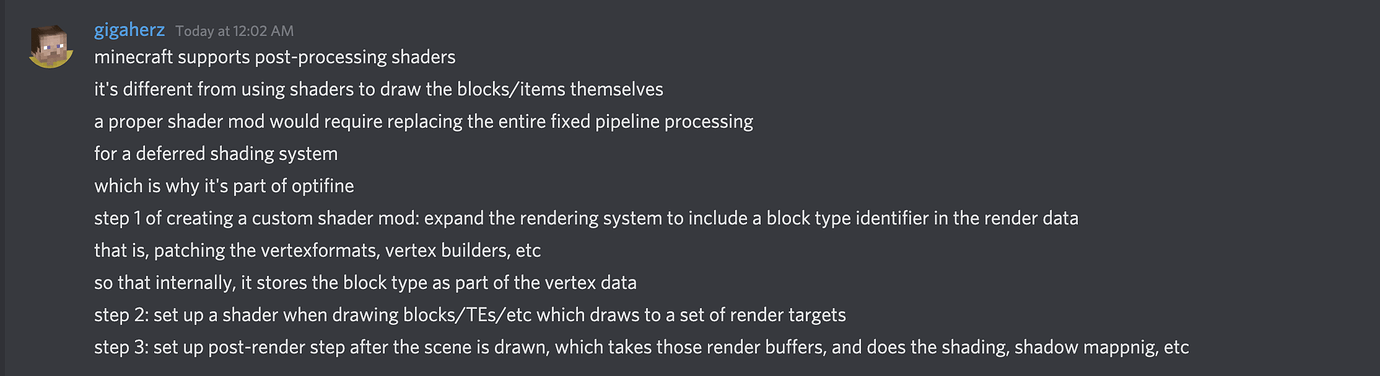 gigaherz Today at 12:02 AM
minecraft supports post-processing shaders
it's different from using shaders to draw the blocks/items themselves
a proper shader mod would require replacing the entire fixed pipeline processing
for a deferred shading system
which is why it's part of optifine
step 1 of creating a custom shader mod: expand the rendering system to include a block type identifier in the render data
that is, patching the vertexformats, vertex builders, etc
so that internally, it stores the block type as part of the vertex data
step 2: set up a shader when drawing blocks/TEs/etc which draws to a set of render targets
step 3: set up post-render step after the scene is drawn, which takes those render buffers, and does the shading, shadow mappnig, etc